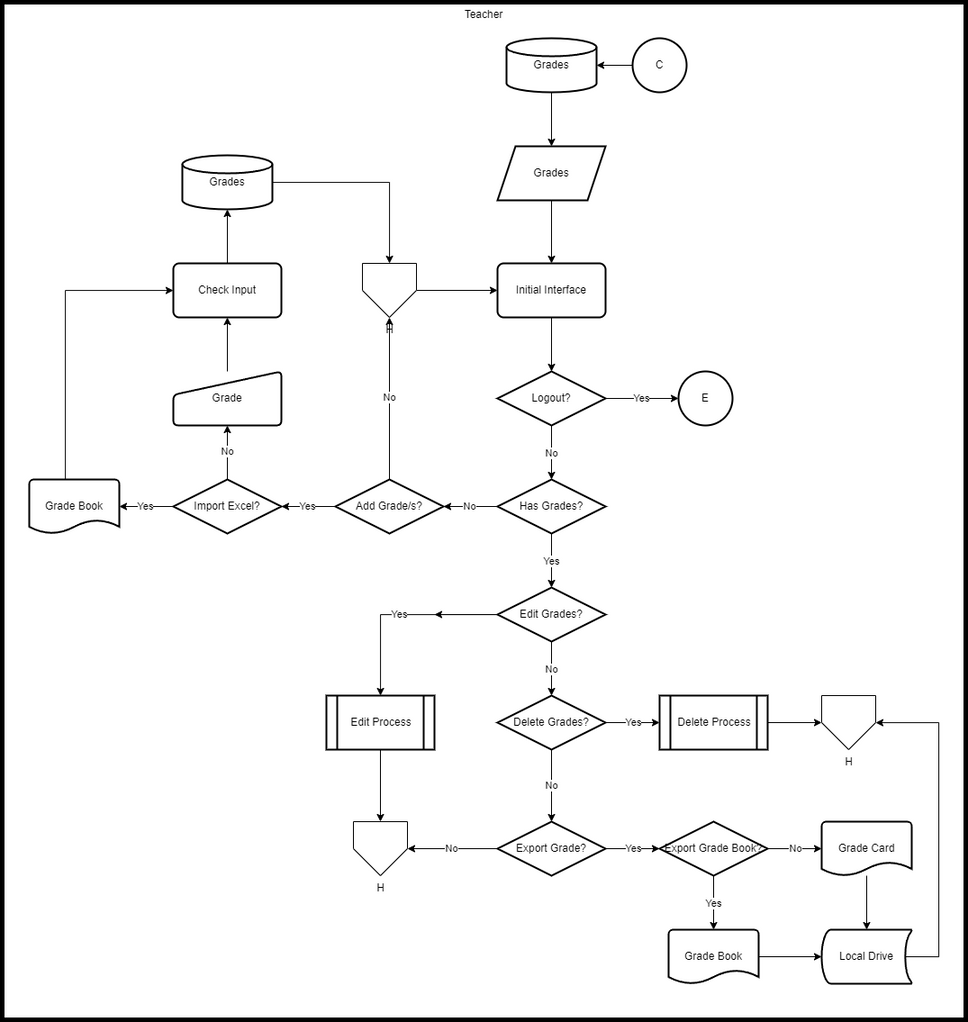 Teacher
Grades
C
Grades
Grades
Check Input
Initial Interface
H
Grade
No
Logout?
Yes
E
No
No
Grade Book
Yes
Import Excel?
Yes
Add Grade/s?
No
Has Grades?
Yes
Yes
Edit Grades?
No
Edit Process
Delete Grades?
Yes
Delete Process
H
No
No
Export Grade?
Yes
Export Grade Book?
No
Grade Card
H
Yes
Grade Book
Local Drive